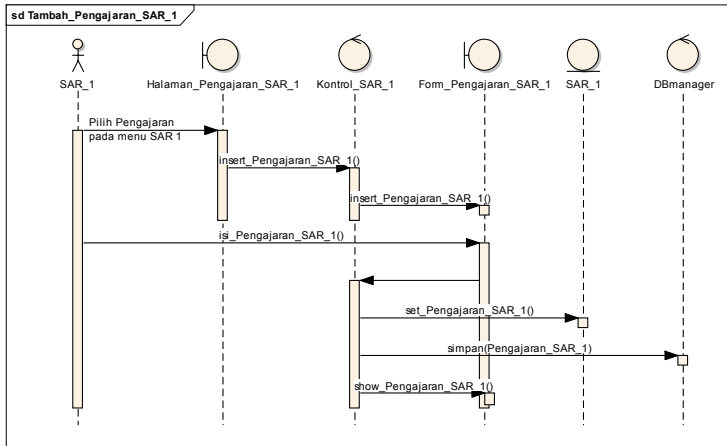 sd Tambah_Pengajaran_SAR_1
SAR_1
Halaman_Pengajaran_SAR_1
Kontrol_SAR_1
Form_Pengajaran_SAR_1
SAR_1
DBmanager
Pilih Pengajaran
pada menu SAR 1
insert_Pengajaran_SAR_1()
insert_Pengajaran_SAR_1()
isi_Pengajaran_SAR_1()
set_Pengajaran_SAR_1()
simpan(Pengajaran_SAR_1)
show_Pengajaran_SAR_1()